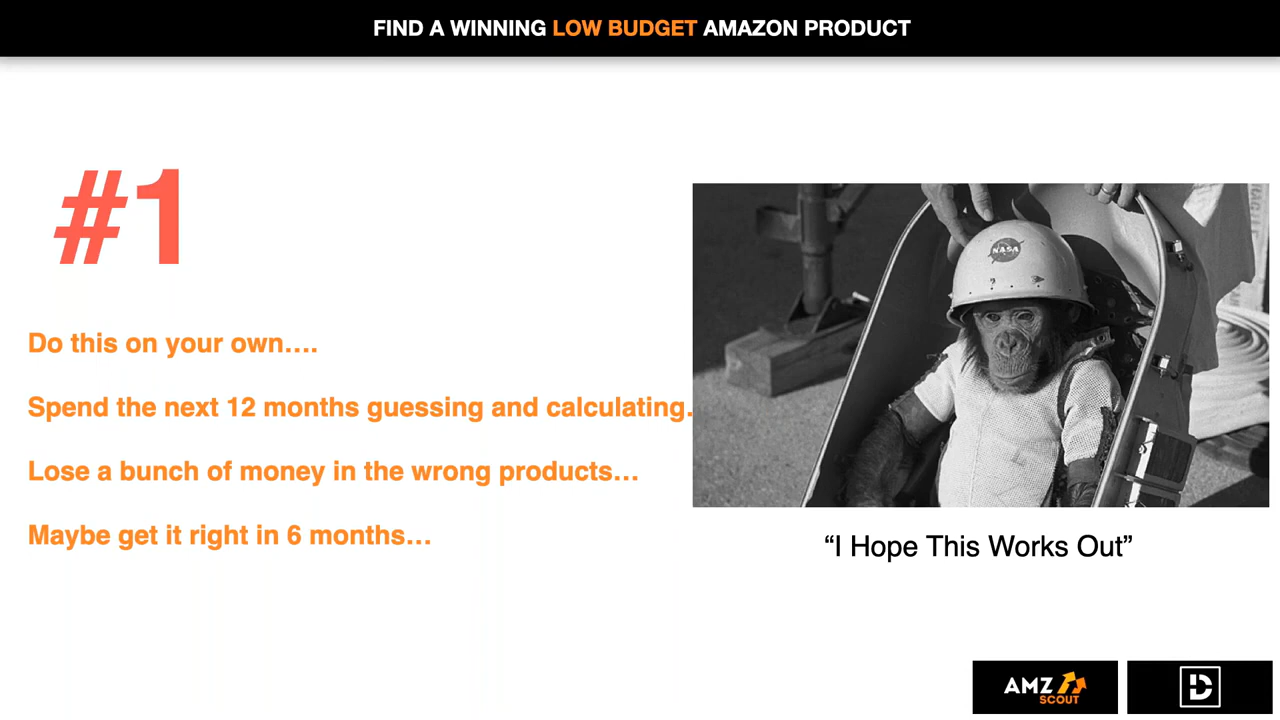 FIND A WINNING LOW BUDGET AMAZON PRODUCT
#1
Do this on your own….
Spend the next 12 months guessing and calculating.
Lose a bunch of money in the wrong products…
Maybe get it right in 6 months…
NASA
“I Hope This Works Out”
AMZ
SCOUT